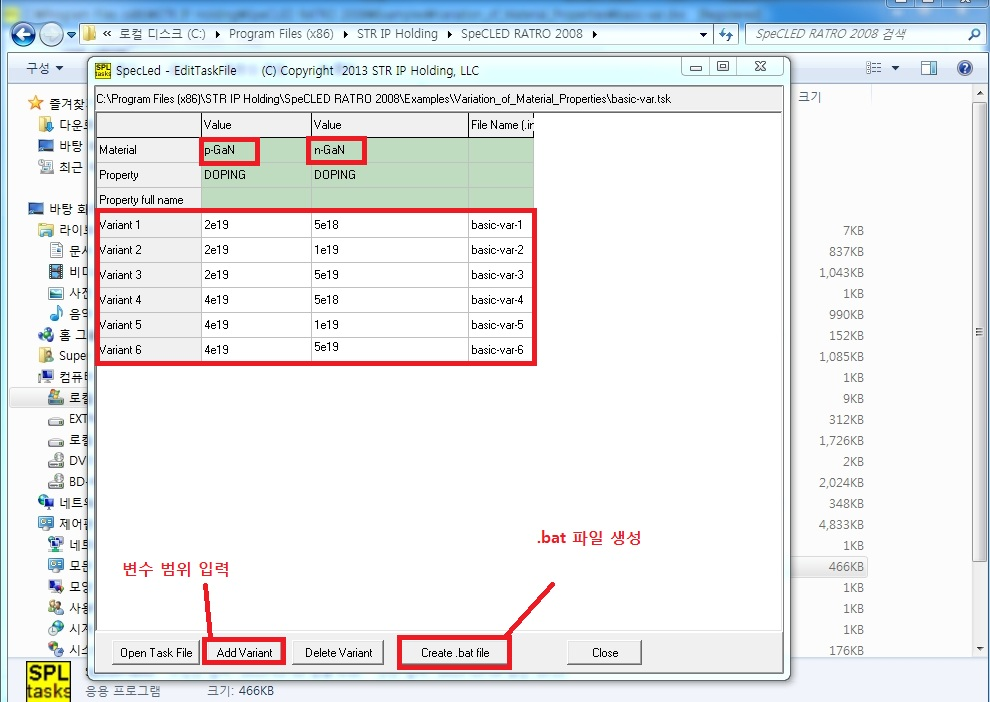 « 로컬 디스크 (C:) ▸ Program Files (x86) ▸ STR IP Holding ▸ SpeCLED RATRO 2008 ▸
SpeCLED RATRO 2008 검색
구성
SPL tasks
SpecLed - EditTaskFile (C) Copyright 2013 STR IP Holding, LLC
C:\Program Files (x86)\STR IP Holding\SpeCLED RATRO 2008\Examples\Variation_of_Material_Properties\basic-var.tsk
크기
Value Value File Name (.ir
Material p-GaN n-GaN
Property DOPING DOPING
Property full name
Variant 1 2e19 5e18 basic-var-1
Variant 2 2e19 1e19 basic-var-2
Variant 3 2e19 5e19 basic-var-3
Variant 4 4e19 5e18 basic-var-4
Variant 5 4e19 1e19 basic-var-5
Variant 6 4e19 5e19 basic-var-6
즐겨찾
다운
바탕
최근
바탕 화
라이
문사
비디
사진
음악
홈 그
Supe
컴퓨터
로컬
EXT
로컬
DV
BD-
네트
제어판
네트
모든
모양
사용
시
시스
7KB
837KB
1,043KB
1KB
990KB
152KB
1,085KB
1KB
9KB
312KB
1,726KB
2KB
2,024KB
348KB
4,833KB
1KB
466KB
1KB
1KB
1KB
176KB
.bat 파일 생성
변수 범위 입력
Open Task File Add Variant Delete Variant Create .bat file Close
SPL
tasks
응용 프로그램 크기: 466KB